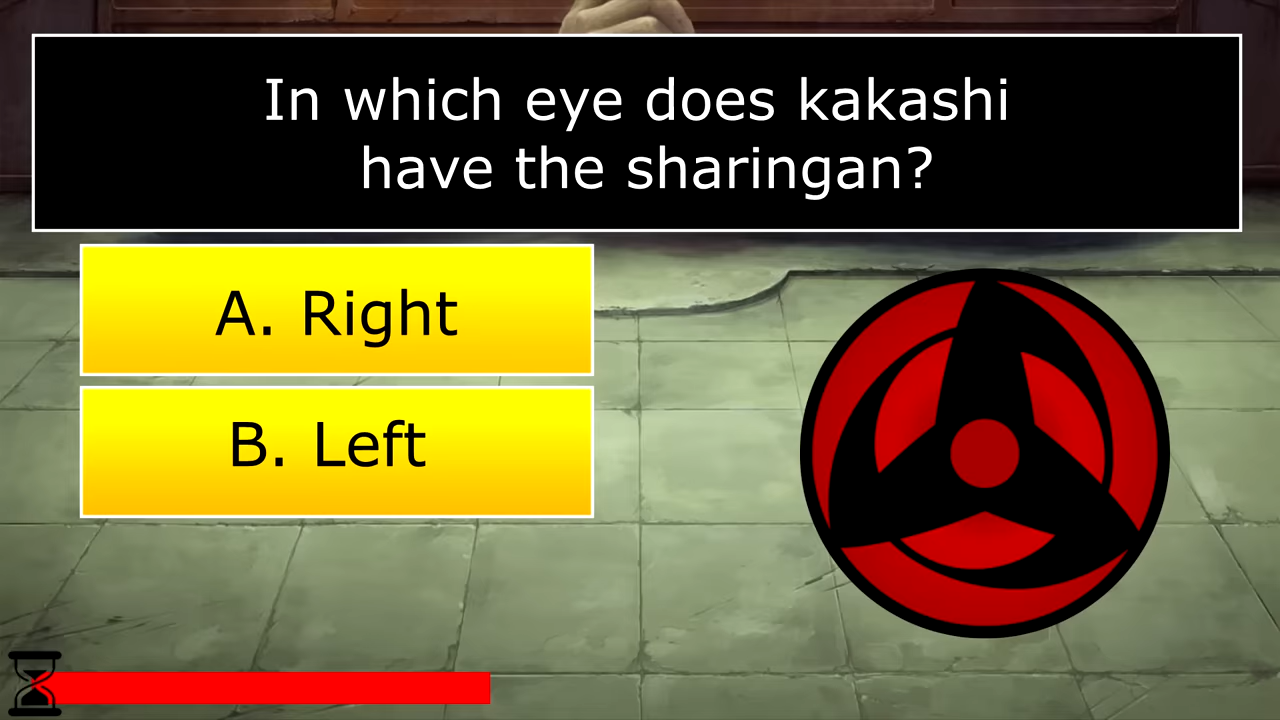 In which eye does kakashi
have the sharingan?
A. Right
B. Left